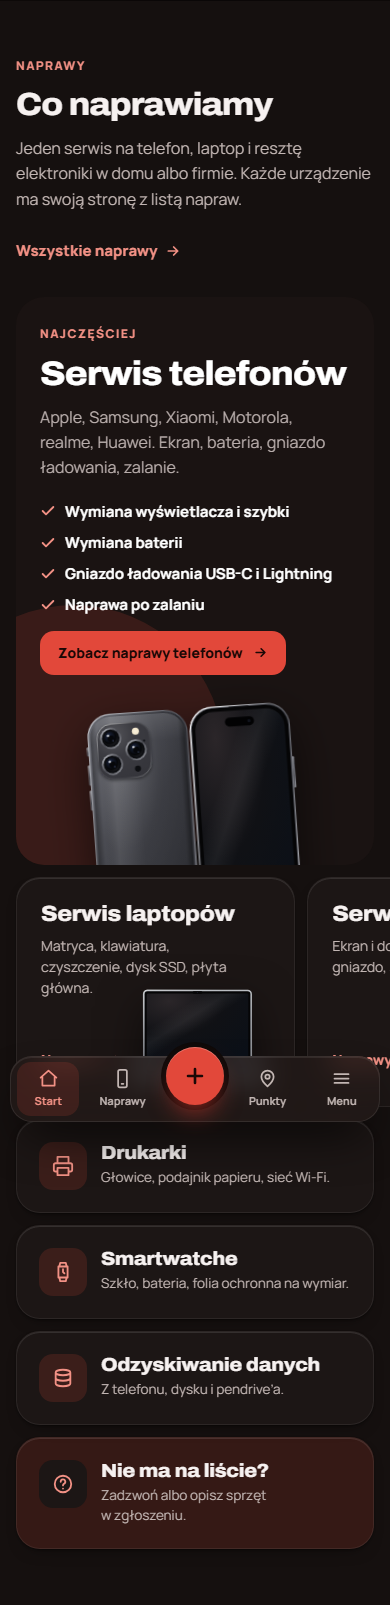 NAPRAWY
Co naprawiamy
Jeden serwis na telefon, laptop i resztę
elektroniki w domu albo firmie. Każde urządzenie
ma swoją stronę z listą napraw.
Wszystkie naprawy →
NAJCZĘŚCIEJ
Serwis telefonów
Apple, Samsung, Xiaomi, Motorola,
realme, Huawei. Ekran, bateria, gniazdo
ładowania, zalanie.
Wymiana wyświetlacza i szybki
Wymiana baterii
Gniazdo ładowania USB-C i Lightning
Naprawa po zalaniu
Zobacz naprawy telefonów →
Serwis laptopów
Matryca, klawiatura,
czyszczenie, dysk SSD, płyta
główna.
Serw
Ekran i do
gniazdo,
Start
Naprawy
Punkty
Menu
Drukarki
Głowice, podajnik papieru, sieć Wi-Fi.
Smartwatche
Szkło, bateria, folia ochronna na wymiar.
Odzyskiwanie danych
Z telefonu, dysku i pendrive'a.
Nie ma na liście?
Zadzwoń albo opisz sprzęt
w zgłoszeniu.